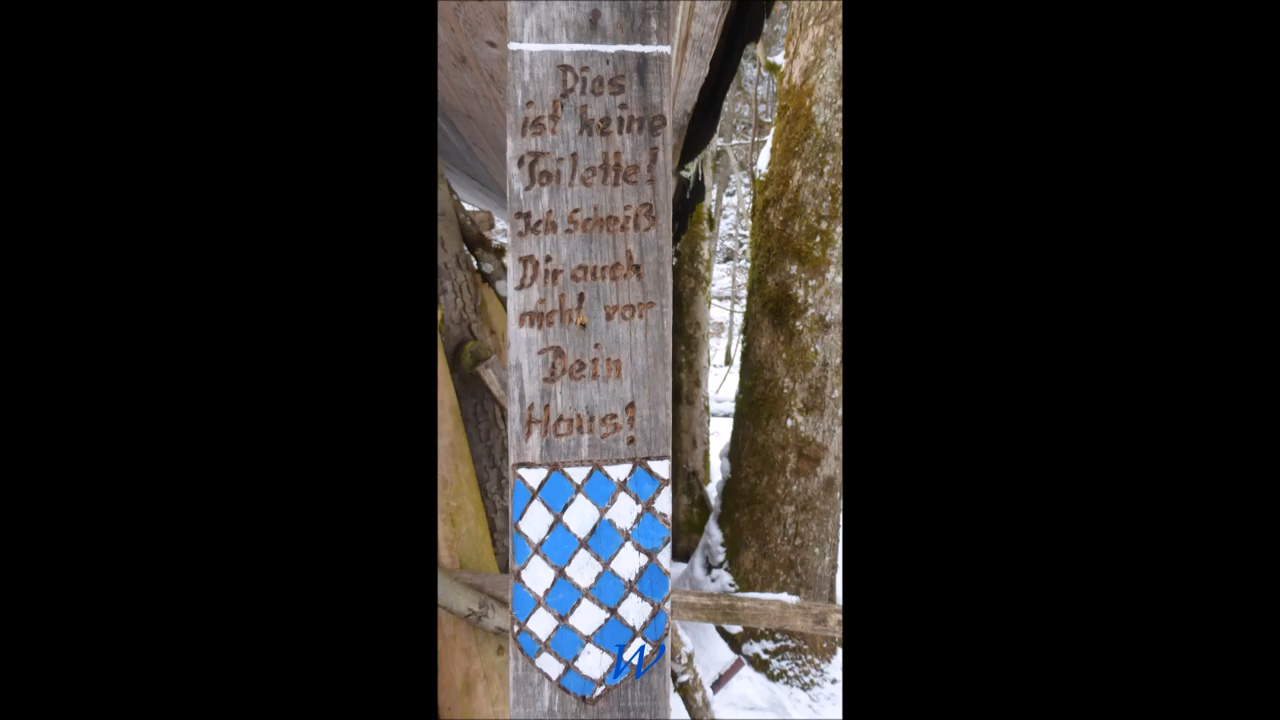 Dies
ist keine
Toilette!
Ich Scheiß
Dir auch
nicht vor
Dein
Haus!
W